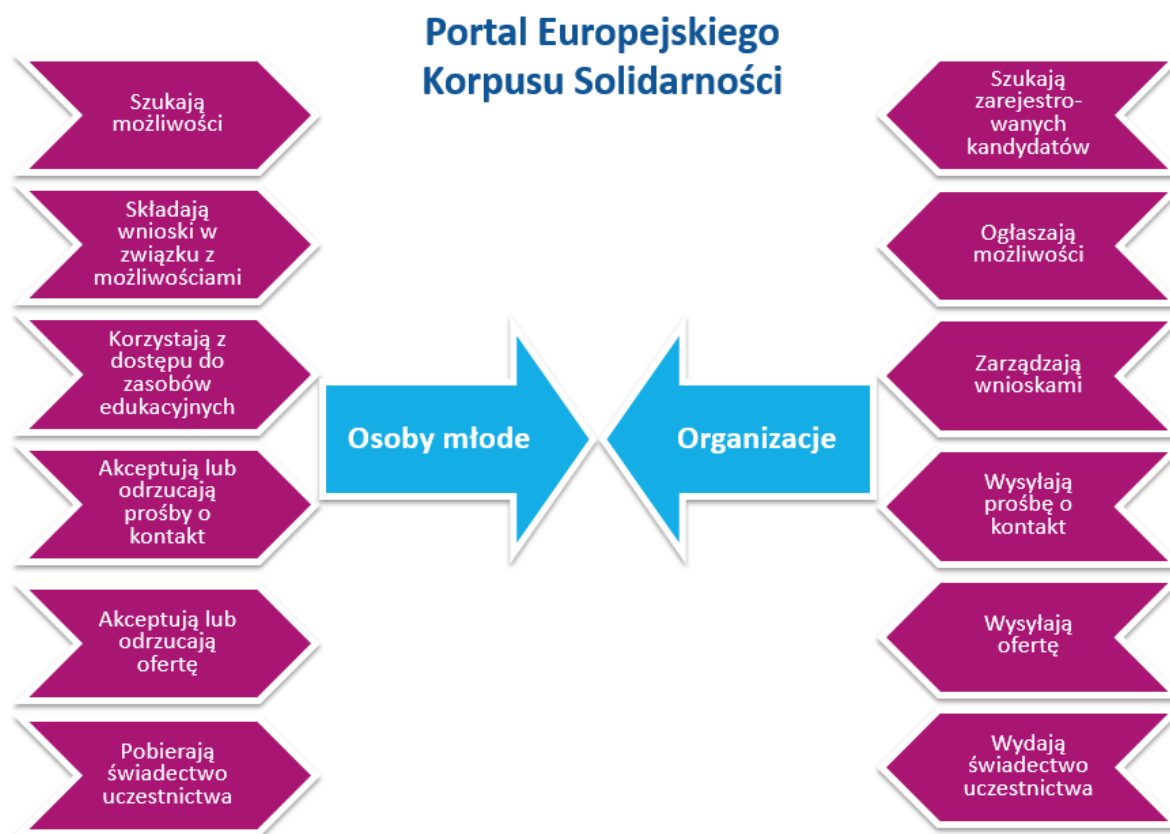 Portal Europejskiego
Korpusu Solidarności
Szukają
możliwości
Składają
wnioski w
związku z
możliwościami
Korzystają z
dostępu do
zasobów
edukacyjnych
Akceptują lub
odrzucają
prośby o
kontakt
Akceptują lub
odrzucają
ofertę
Pobierają
świadectwo
uczestnictwa
Osoby młode
Organizacje
Szukają
zarejestro-
wanych
kandydatów
Ogłaszają
możliwości
Zarządzają
wnioskami
Wysyłają
prośbę o
kontakt
Wysyłają
ofertę
Wydają
świadectwo
uczestnictwa